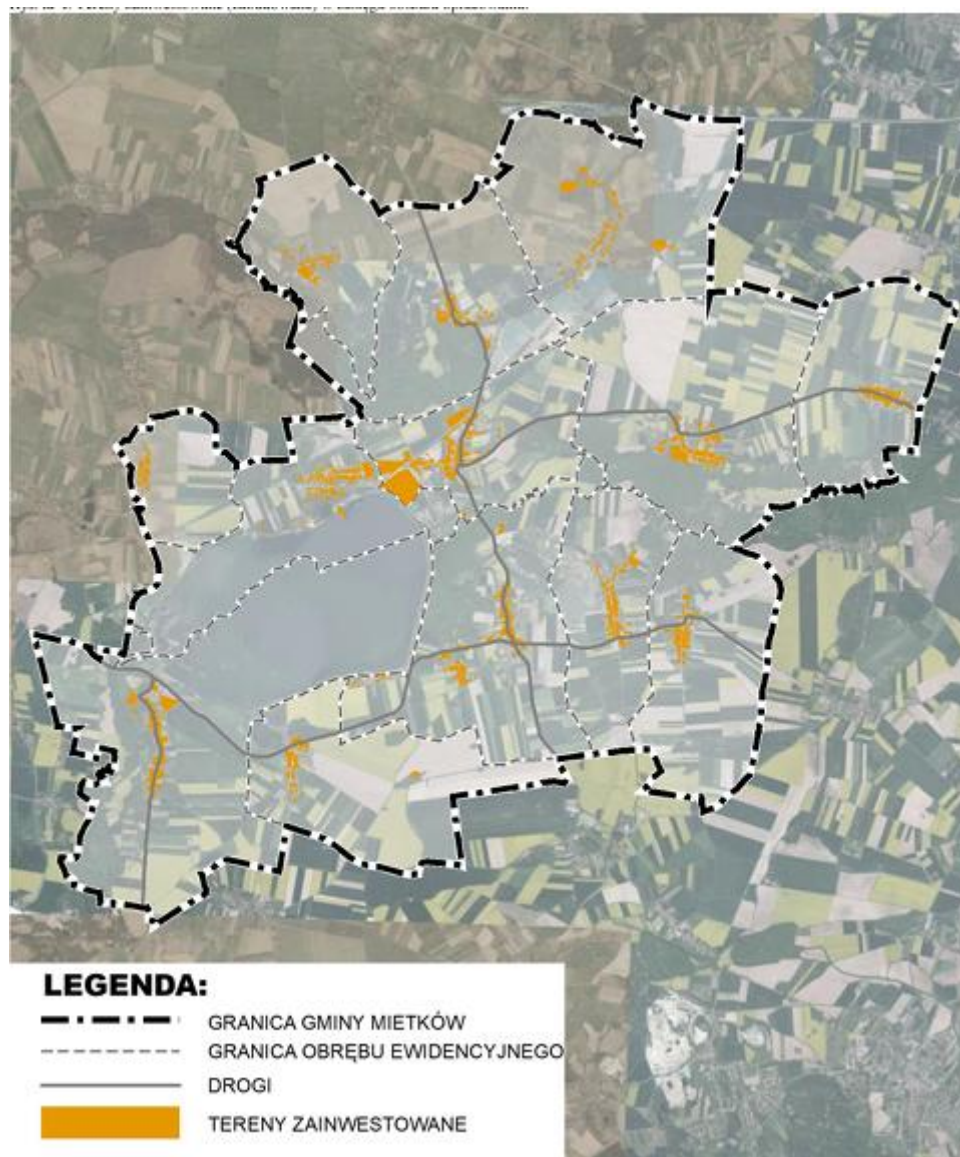 LEGENDA:
GRANICA GMINY MIETKÓW
GRANICA OBRĘBU EWIDENCYJNEGO
DROGI
TERENY ZAINWESTOWANE